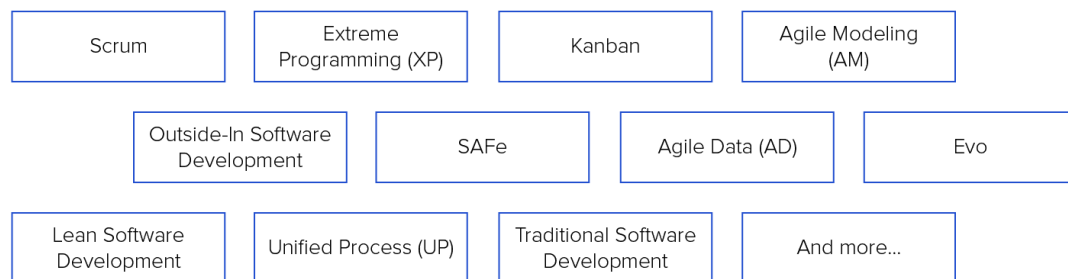 Scrum
Extreme
Programming (XP)
Kanban
Agile Modeling
(AM)
Outside-In Software
Development
SAFe
Agile Data (AD)
Evo
Lean Software
Development
Unified Process (UP)
Traditional Software
Development
And more...